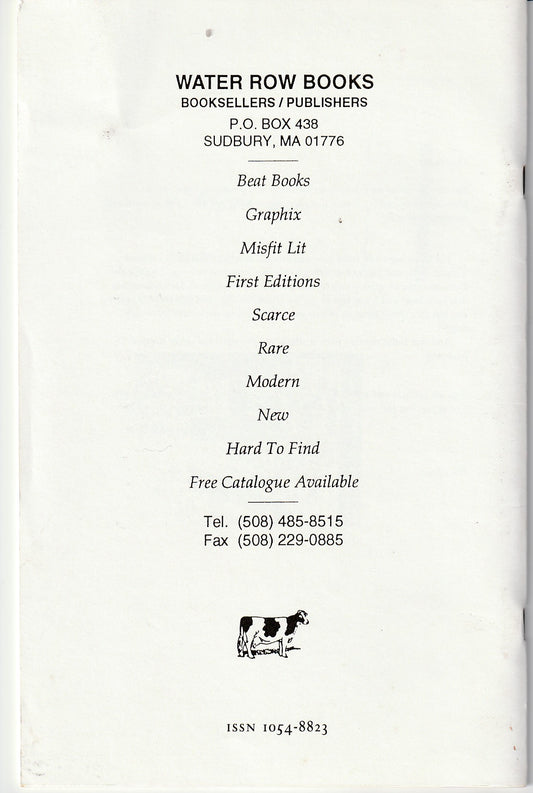 WATER ROW BOOKS
BOOKSELLERS / PUBLISHERS
P.O. BOX 438
SUDBURY, MA 01776
Beat Books
Graphix
Misfit Lit
First Editions
Scarce
Rare
Modern
New
Hard To Find
Free Catalogue Available
Tel. (508) 485-8515
Fax (508) 229-0885
ISSN 1054-8823